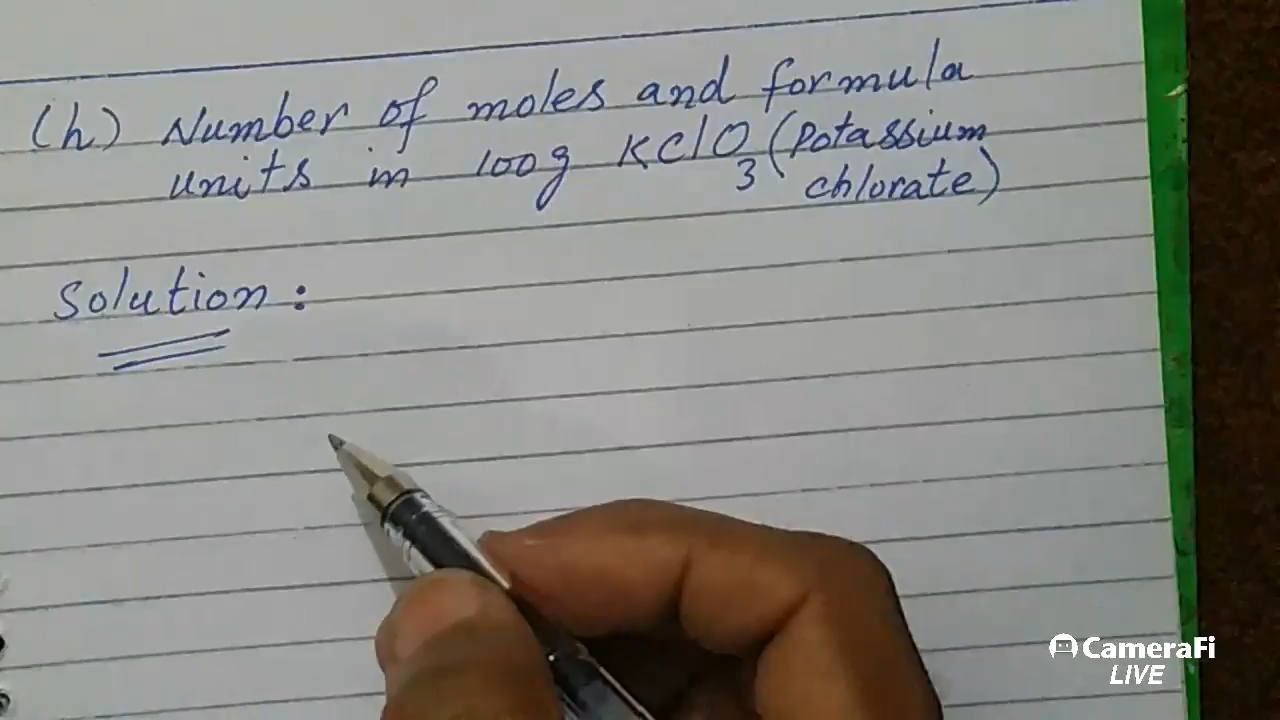 (h) Number of moles and formula
units in 100g KClO3 (Potassium
chlorate)
Solution:
CameraFi
LIVE